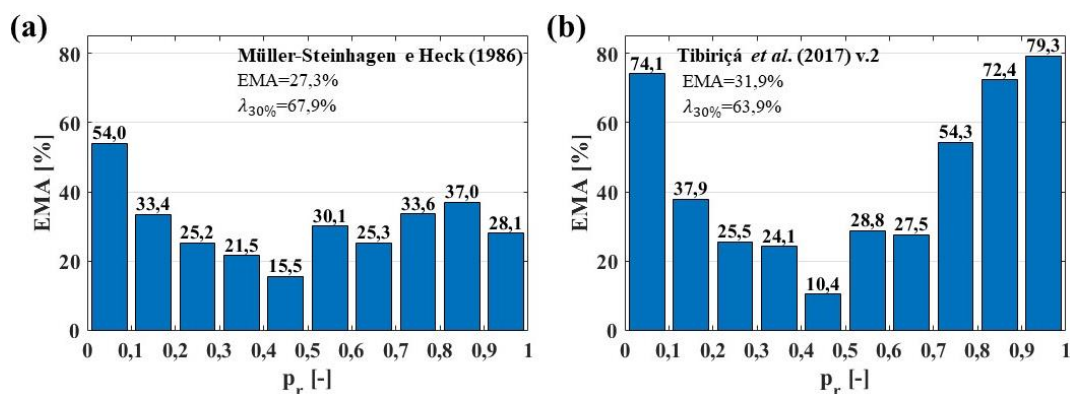 (a)
Müller-Steinhagen e Heck (1986)
EMA=27,3%
λ30%=67,9%
EMA [%]
80
60
40
20
0
54,0
33,4
25,2
21,5
15,5
30,1
25,3
33,6
37,0
28,1
0 0,1 0,2 0,3 0,4 0,5 0,6 0,7 0,8 0,9 1
pr [-]
(b)
Tibiriçá et al. (2017) v.2
EMA=31,9%
λ30%=63,9%
EMA [%]
80
60
40
20
0
74,1
37,9
25,5
24,1
10,4
28,8
27,5
54,3
72,4
79,3
0 0,1 0,2 0,3 0,4 0,5 0,6 0,7 0,8 0,9 1
pr [-]